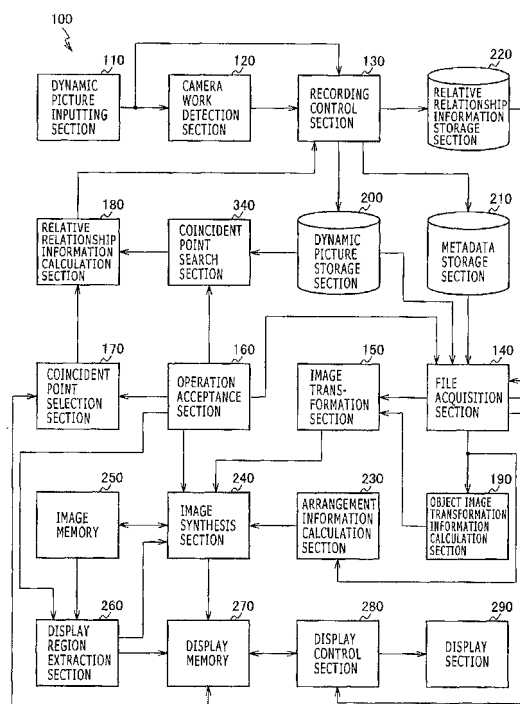 100
110
DYNAMIC
PICTURE
INPUTTING
SECTION
120
CAMERA
WORK
DETECTION
SECTION
130
RECORDING
CONTROL
SECTION
220
RELATIVE
RELATIONSHIP
INFORMATION
STORAGE
SECTION
180
RELATIVE
RELATIONSHIP
INFORMATION
CALCULATION
SECTION
340
COINCIDENT
POINT
SEARCH
SECTION
200
DYNAMIC
PICTURE
STORAGE
SECTION
210
METADATA
STORAGE
SECTION
170
COINCIDENT
POINT
SELECTION
SECTION
160
OPERATION
ACCEPTANCE
SECTION
150
IMAGE
TRANS-
FORMATION
SECTION
140
FILE
ACQUISITION
SECTION
250
IMAGE
MEMORY
240
IMAGE
SYNTHESIS
SECTION
230
ARRANGEMENT
INFORMATION
CALCULATION
SECTION
190
OBJECT IMAGE
TRANSFORMATION
INFORMATION
CALCULATION
SECTION
260
DISPLAY
REGION
EXTRACTION
SECTION
270
DISPLAY
MEMORY
280
DISPLAY
CONTROL
SECTION
290
DISPLAY
SECTION